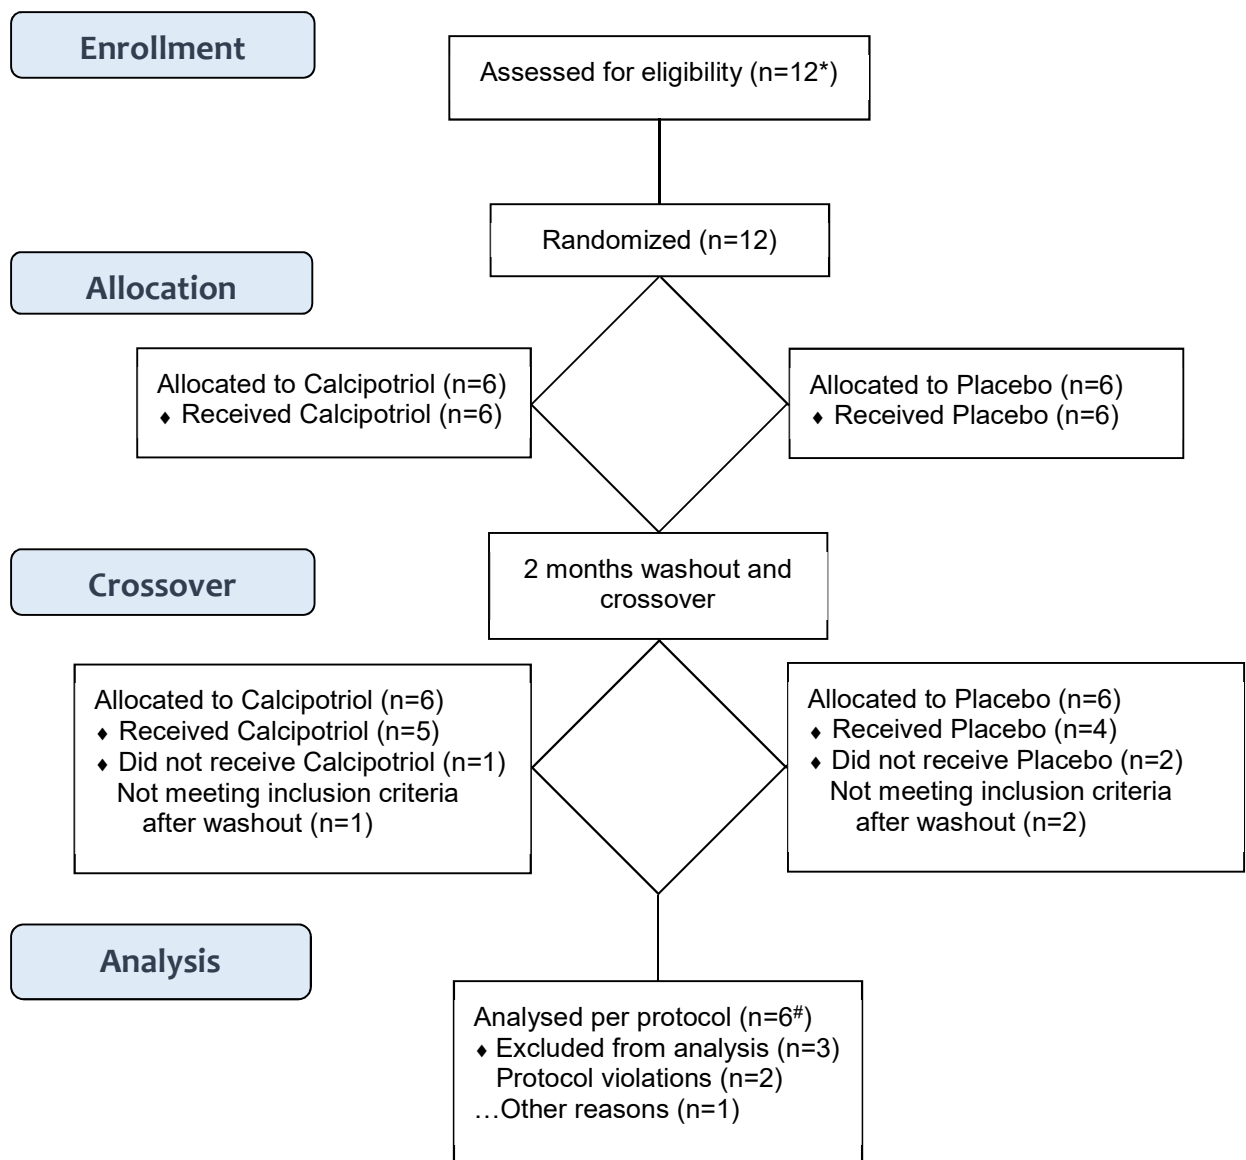 Enrollment
Assessed for eligibility (n=12*)
Randomized (n=12)
Allocation
Allocated to Calcipotriol (n=6)
♦ Received Calcipotriol (n=6)
Allocated to Placebo (n=6)
♦ Received Placebo (n=6)
Crossover
2 months washout and
crossover
Allocated to Calcipotriol (n=6)
♦ Received Calcipotriol (n=5)
♦ Did not receive Calcipotriol (n=1)
Not meeting inclusion criteria
after washout (n=1)
Allocated to Placebo (n=6)
♦ Received Placebo (n=4)
♦ Did not receive Placebo (n=2)
Not meeting inclusion criteria
after washout (n=2)
Analysis
Analysed per protocol (n=6#)
♦ Excluded from analysis (n=3)
Protocol violations (n=2)
…Other reasons (n=1)